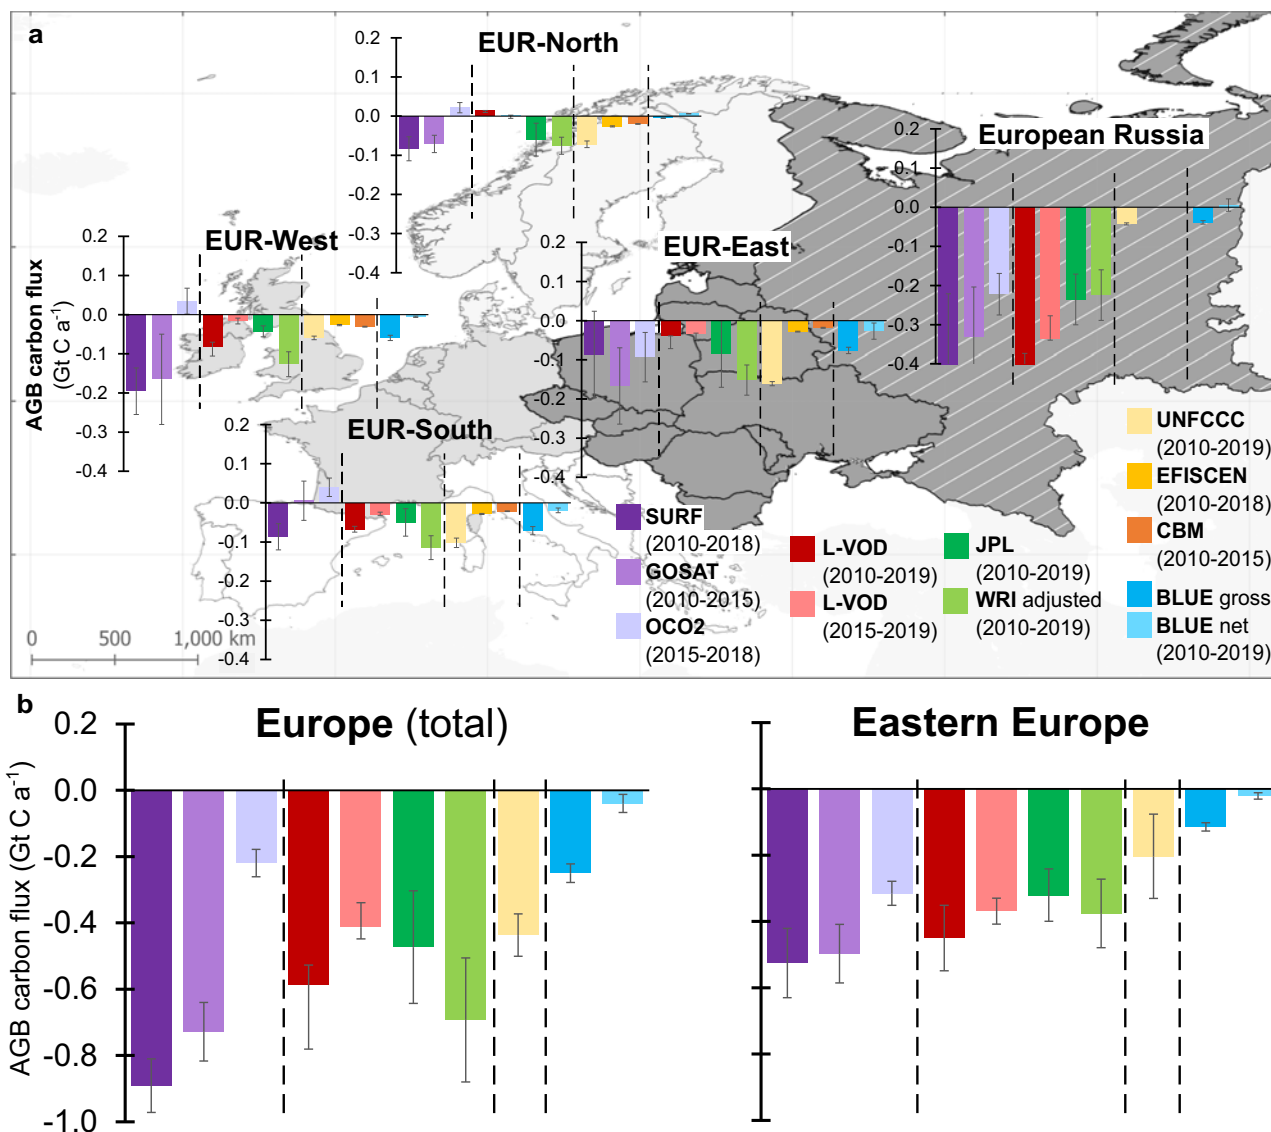 a
EUR-North
0.2
0.1
0.0
-0.1
-0.2
-0.3
-0.4
European Russia
0.2
0.1
0.0
-0.1
-0.2
-0.3
-0.4
EUR-West
0.2
0.1
0.0
-0.1
-0.2
-0.3
-0.4
AGB carbon flux
(Gt C a-1)
EUR-East
0.2
0.1
0.0
-0.1
-0.2
-0.3
-0.4
EUR-South
0.2
0.1
0.0
-0.1
-0.2
-0.3
-0.4
0 500 1,000 km
SURF
(2010-2018)
GOSAT
(2010-2015)
OCO2
(2015-2018)
L-VOD
(2010-2019)
L-VOD
(2015-2019)
JPL
(2010-2019)
WRI adjusted
(2010-2019)
UNFCCC
(2010-2019)
EFISCEN
(2010-2018)
CBM
(2010-2015)
BLUE gross
BLUE net
(2010-2019)
b
Europe (total)
0.2
0.0
-0.2
-0.4
-0.6
-0.8
-1.0
AGB carbon flux (Gt C a-1)
Eastern Europe